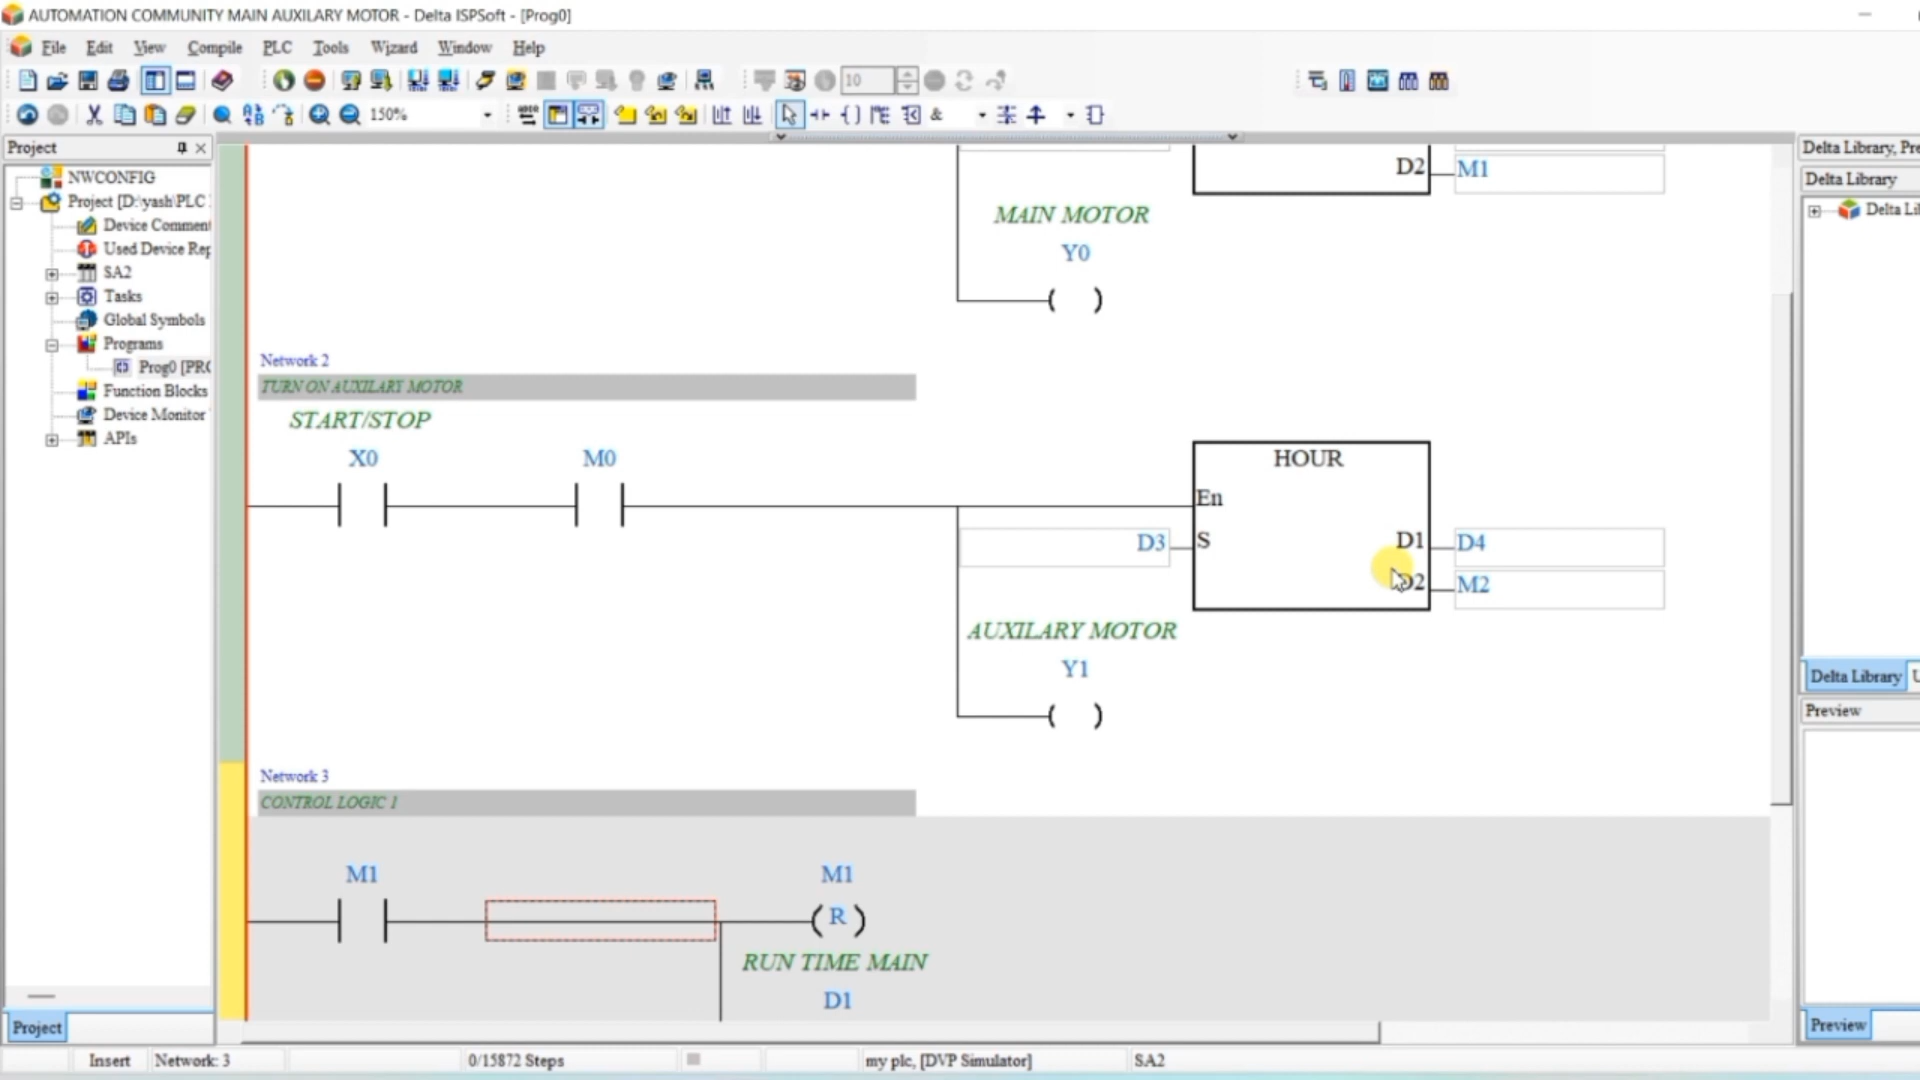 AUTOMATION COMMUNITY MAIN AUXILARY MOTOR - Delta ISPSoft - [Prog0]
File Edit View Compile PLC Tools Wizard Window Help
10
150%
&
Project
NWCONFIG
Project [D:\yash\PLC
Device Comment
Used Device Rep
SA2
Tasks
Global Symbols
Programs
Prog0 [PRO
Function Blocks
Device Monitor
APIs
Project
D2 M1
MAIN MOTOR
Y0
( )
Network 2
TURN ON AUXILARY MOTOR
START/STOP
X0 M0
HOUR
En
D3 S D1 D4
D2 M2
AUXILARY MOTOR
Y1
( )
Network 3
CONTROL LOGIC 1
M1 M1
( R )
RUN TIME MAIN
D1
Delta Library, Pre
Delta Library
Delta Li
Delta Library U
Preview
Preview
Insert Network: 3 0/15872 Steps my plc, [DVP Simulator] SA2